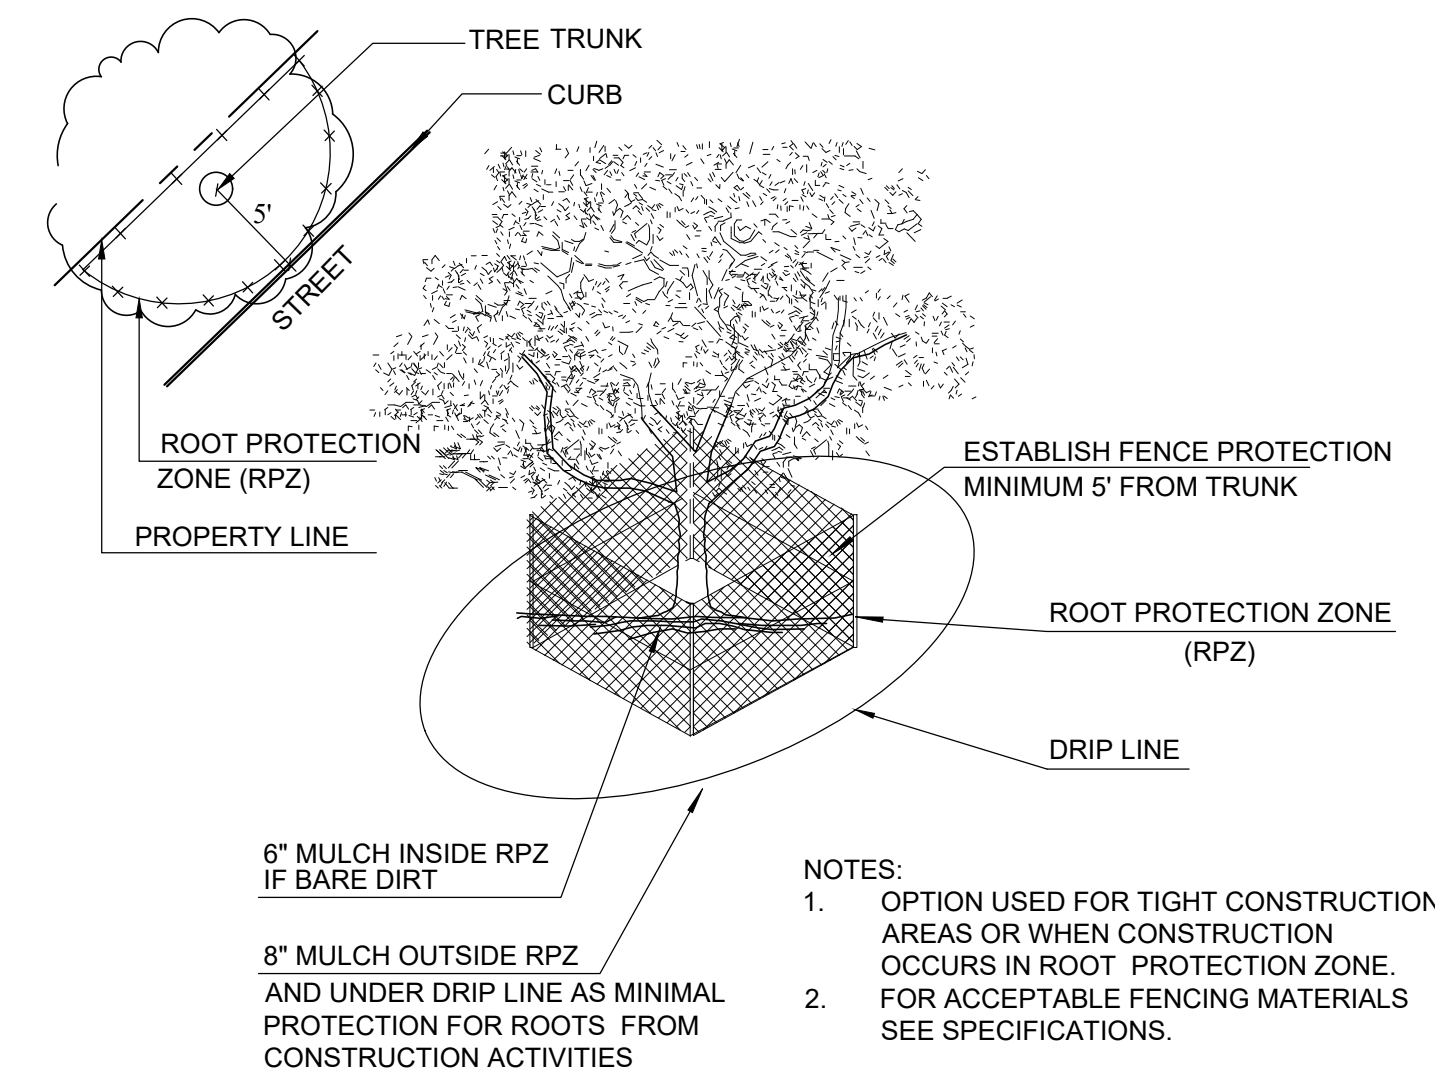 TREE TRUNK
CURB
5'
STREET
ROOT PROTECTION
ZONE (RPZ)
PROPERTY LINE
ESTABLISH FENCE PROTECTION
MINIMUM 5' FROM TRUNK
ROOT PROTECTION ZONE
(RPZ)
DRIP LINE
6" MULCH INSIDE RPZ
IF BARE DIRT
8" MULCH OUTSIDE RPZ
AND UNDER DRIP LINE AS MINIMAL
PROTECTION FOR ROOTS FROM
CONSTRUCTION ACTIVITIES
NOTES:
1. OPTION USED FOR TIGHT CONSTRUCTION
AREAS OR WHEN CONSTRUCTION
OCCURS IN ROOT PROTECTION ZONE.
2. FOR ACCEPTABLE FENCING MATERIALS
SEE SPECIFICATIONS.